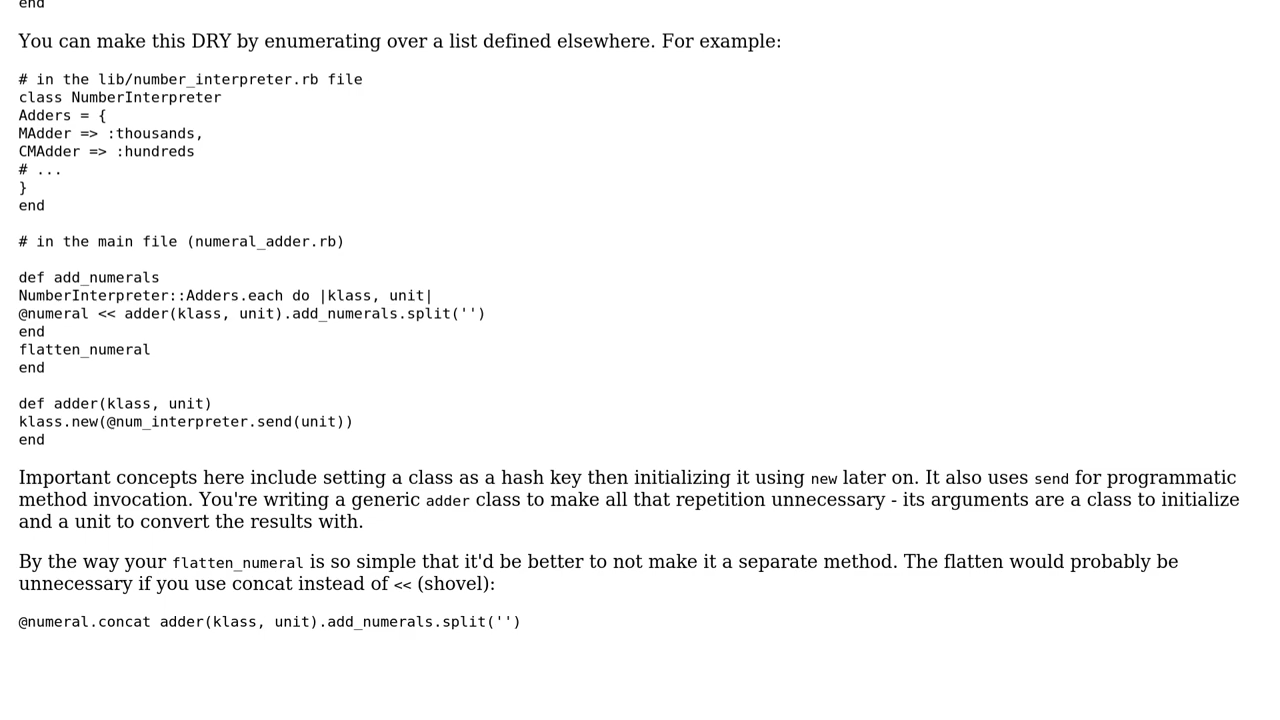 end
You can make this DRY by enumerating over a list defined elsewhere. For example:
# in the lib/number_interpreter.rb file
class NumberInterpreter
Adders = {
MAdder => :thousands,
CMAdder => :hundreds
# ...
}
end
# in the main file (numeral_adder.rb)
def add_numerals
NumberInterpreter::Adders.each do |klass, unit|
@numeral << adder(klass, unit).add_numerals.split('')
end
flatten_numeral
end
def adder(klass, unit)
klass.new(@num_interpreter.send(unit))
end
Important concepts here include setting a class as a hash key then initializing it using new later on. It also uses send for programmatic
method invocation. You're writing a generic adder class to make all that repetition unnecessary - its arguments are a class to initialize
and a unit to convert the results with.
By the way your flatten_numeral is so simple that it'd be better to not make it a separate method. The flatten would probably be
unnecessary if you use concat instead of << (shovel):
@numeral.concat adder(klass, unit).add_numerals.split('')